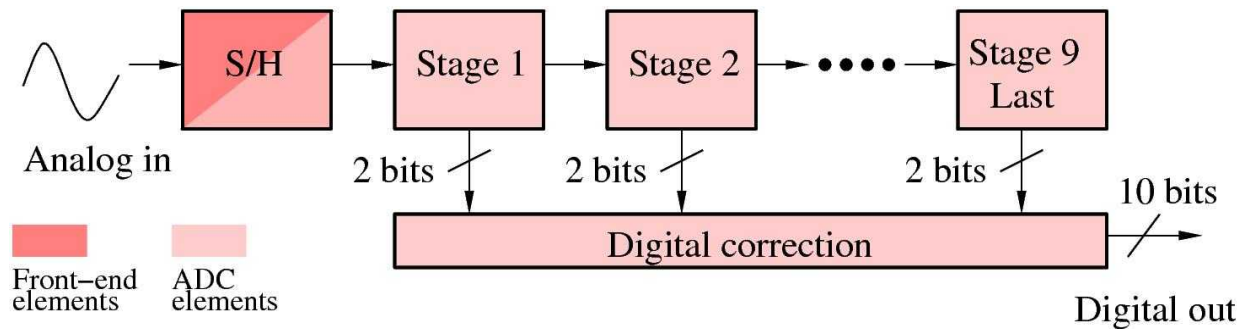 S/H
Stage 1
Stage 2
Stage 9
Last
Analog in
2 bits
2 bits
2 bits
10 bits
Digital correction
Front-end
elements
ADC
elements
Digital out